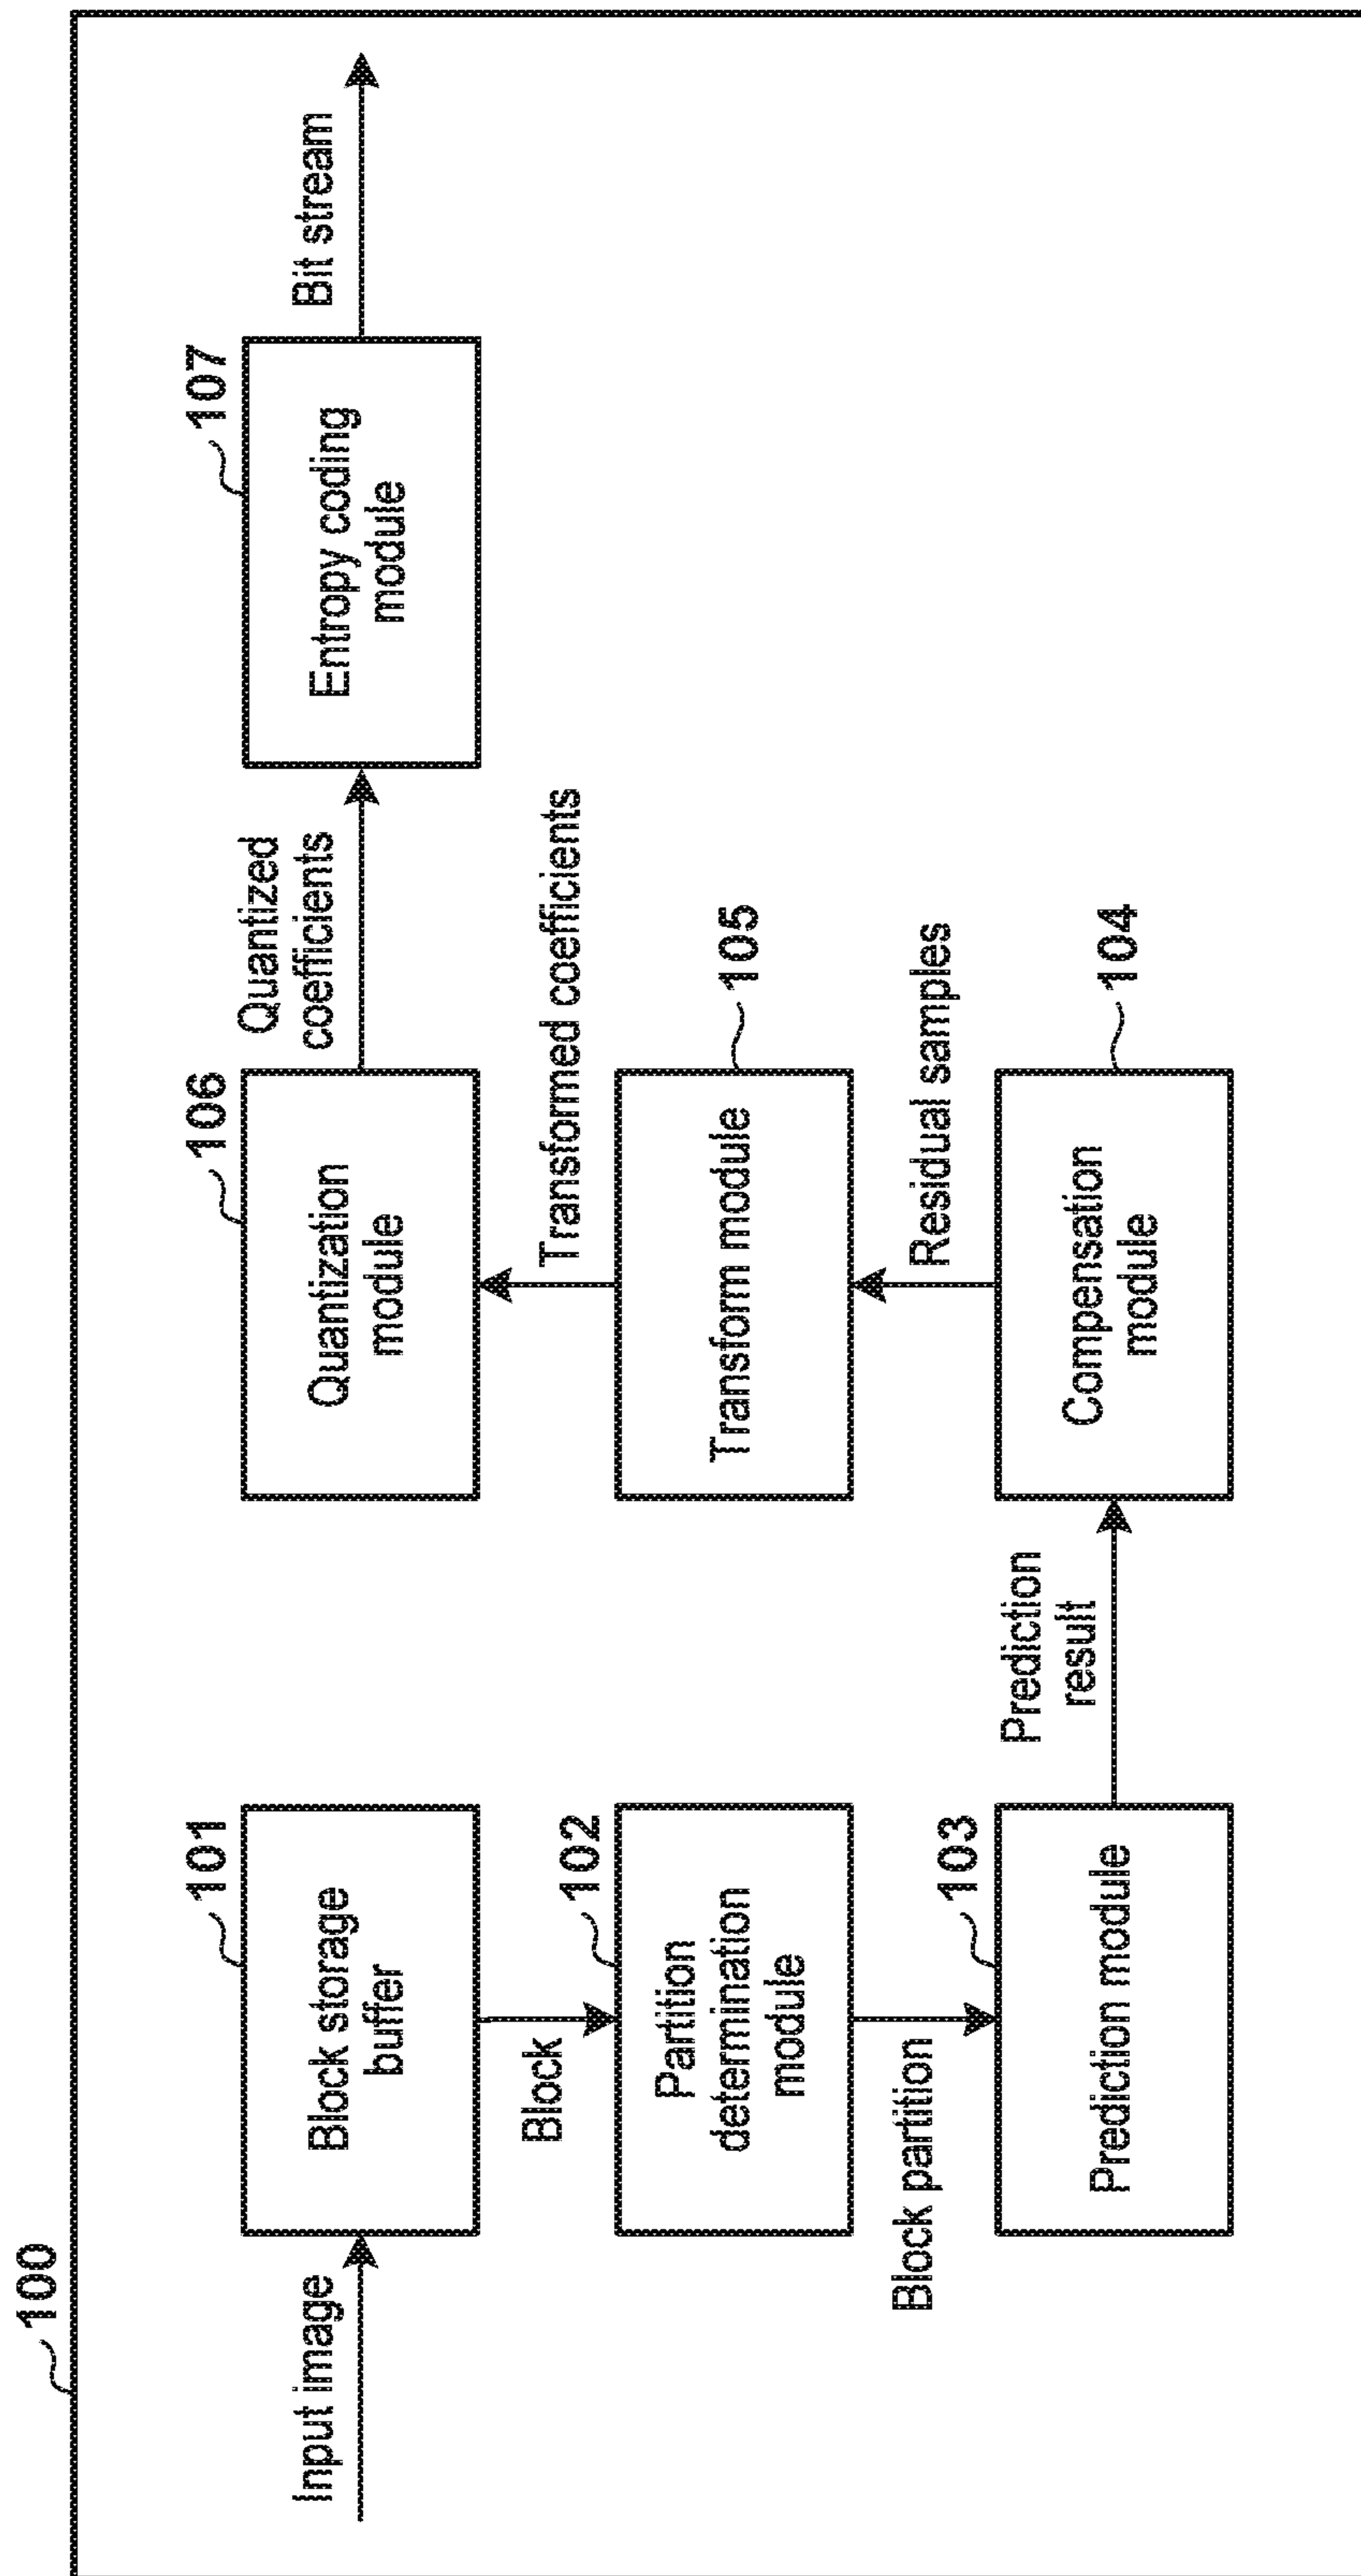 100
Input image
101
Block storage
buffer
Block
102
Partition
determination
module
Block partition
103
Prediction module
Prediction
result
104
Compensation
module
Residual samples
105
Transform module
Transformed coefficients
106
Quantization
module
Quantized
coefficients
107
Entropy coding
module
Bit stream